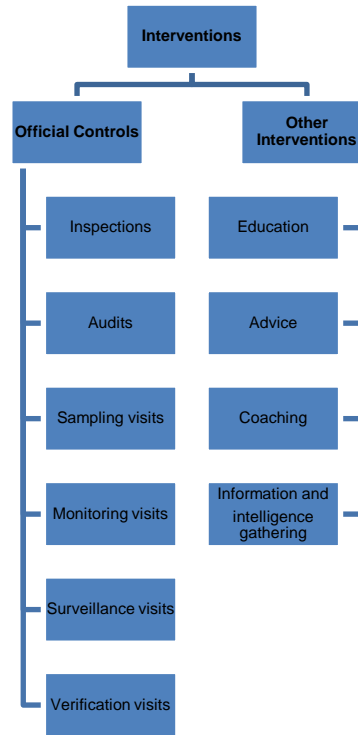 Interventions
Official Controls
Other
Interventions
Inspections
Education
Audits
Advice
Sampling visits
Coaching
Monitoring visits
Information and
intelligence
gathering
Surveillance visits
Verification visits